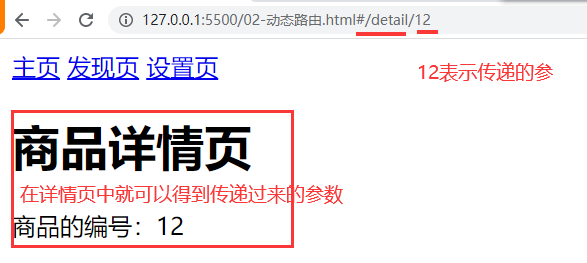 127.0.0.1:5500/02-动态路由.html#/detail/12
主页 发现页 设置页
12表示传递的参
商品详情页
在详情页中就可以得到传递过来的参数
商品的编号：12